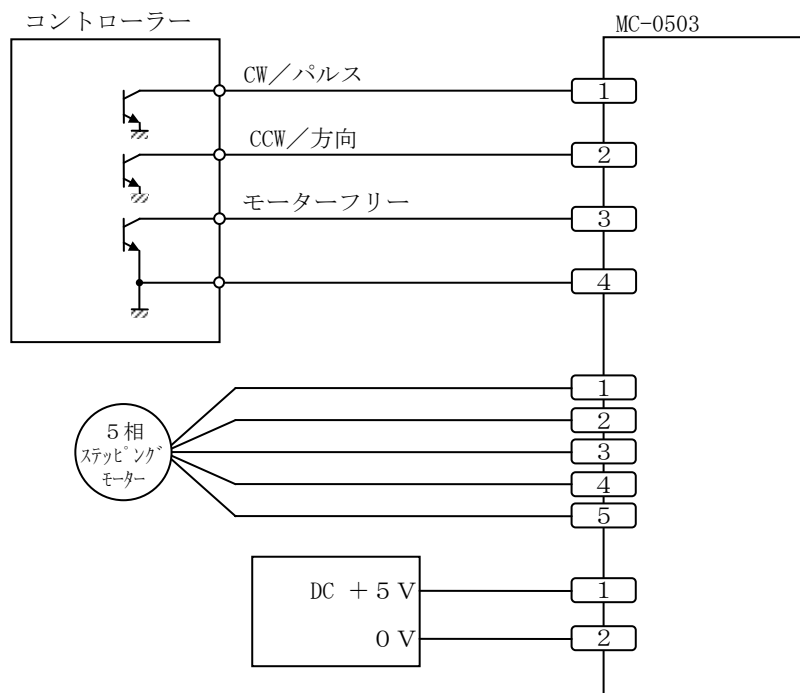 コントローラー
MC-0503
CW／パルス
1
CCW／方向
2
モーターフリー
3
4
５相
ステッピング
モーター
1
2
3
4
5
DC ＋５Ｖ
1
０Ｖ
2